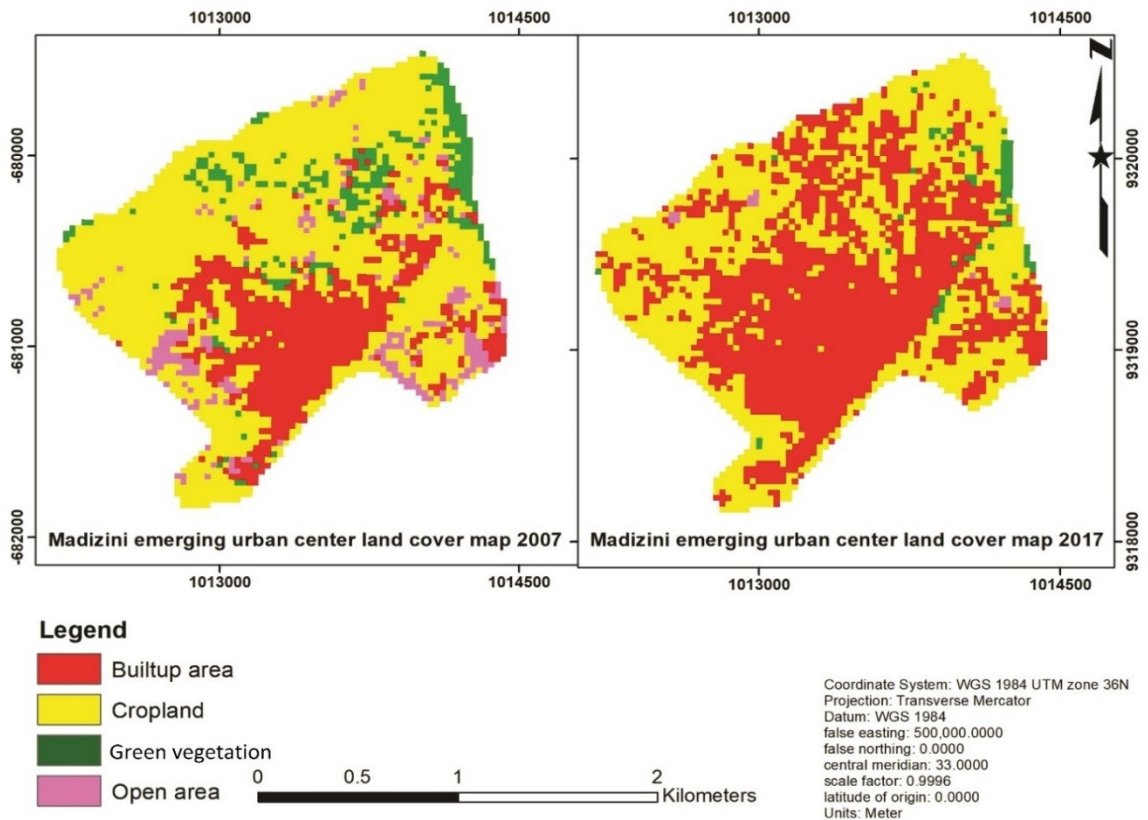 1013000 1014500 1013000 1014500
-680000
-681000
-682000
N
9320000
9319000
9318000
Madizini emerging urban center land cover map 2007
Madizini emerging urban center land cover map 2017
1013000 1014500 1013000 1014500
Legend
Builtup area
Cropland
Green vegetation
Open area
0 0.5 1 2
Kilometers
Coordinate System: WGS 1984 UTM zone 36N
Projection: Transverse Mercator
Datum: WGS 1984
false easting: 500,000.0000
false northing: 0.0000
central meridian: 33.0000
scale factor: 0.9996
latitude of origin: 0.0000
Units: Meter